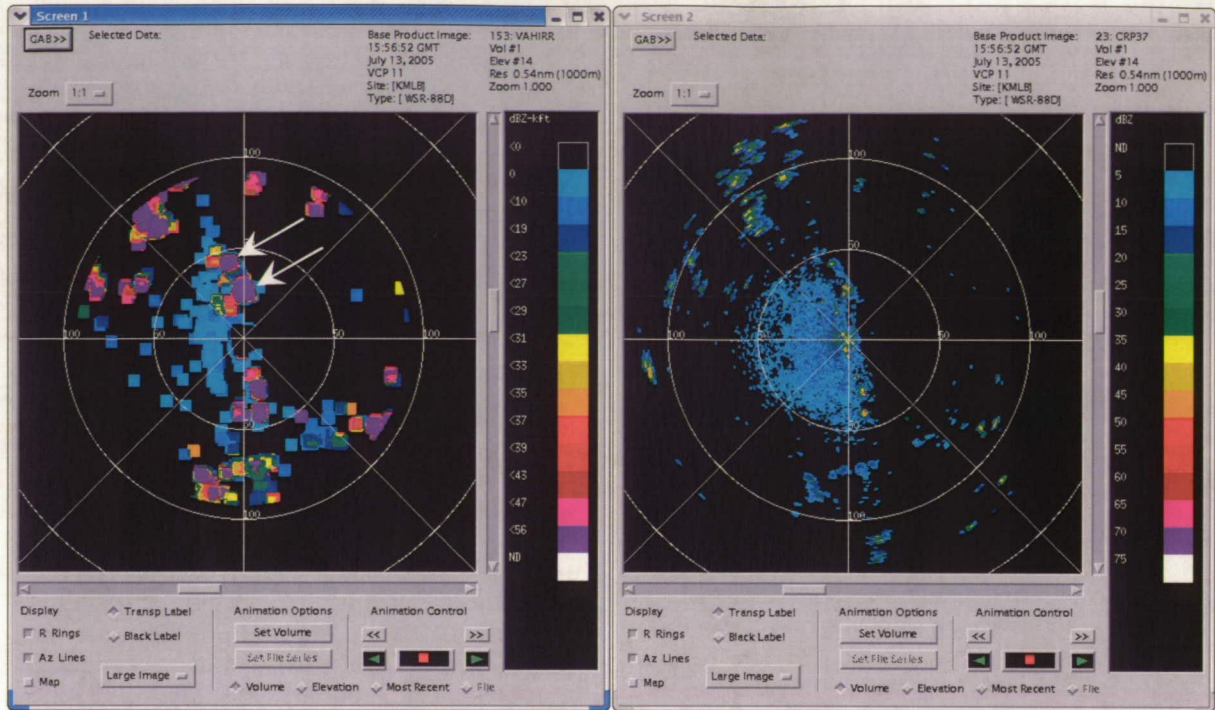 Screen 1
GAB>>
Selected Data:
Base Product Image:
15:56:52 GMT
July 13, 2005
VCP 11
Site: [KMLB]
Type: [ WSR-88D]
153: VAHIRR
Vol #1
Elev #14
Res 0.54nm (1000m)
Zoom 1.000
Zoom 1:1
dBZ-kft
<0
0
<10
<19
<23
<27
<29
<31
<33
<35
<37
<39
<43
<47
<56
ND
100
50
100
50
50
100
50
100
Display
R Rings
Az Lines
Map
Transp Label
Black Label
Large Image
Animation Options
Set Volume
Set File Series
Animation Control
<<
>>
Volume
Elevation
Most Recent
File
Screen 2
GAB>>
Selected Data:
Base Product Image:
15:56:52 GMT
July 13, 2005
VCP 11
Site: [KMLB]
Type: [ WSR-88D]
23: CRP37
Vol #1
Elev #14
Res 0.54nm (1000m)
Zoom 1.000
Zoom 1:1
dBZ
ND
5
10
15
20
25
30
35
40
45
50
55
60
65
70
75
100
50
100
50
50
100
100
Display
R Rings
Az Lines
Map
Transp Label
Black Label
Large Image
Animation Options
Set Volume
Set File Series
Animation Control
<<
>>
Volume
Elevation
Most Recent
File